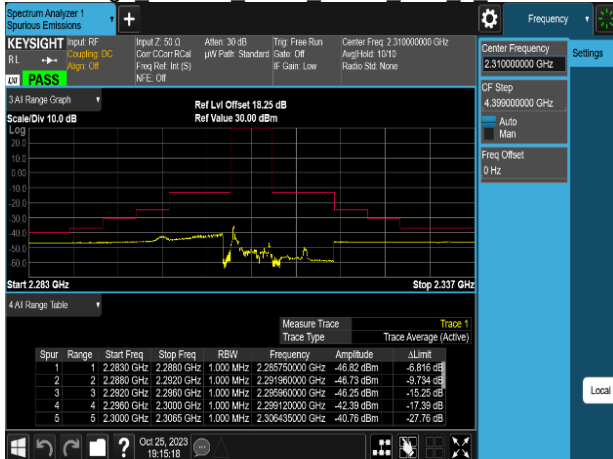 Spectrum Analyzer 1
Spurious Emissions
Frequency
KEYSIGHT
Input: RF
Input Z: 50 Ω
Atten: 30 dB
Trig: Free Run
Center Freq: 2.310000000 GHz
RL
Coupling: DC
Corr CCorr RCal
µW Path: Standard
Gate: Off
Avg|Hold: 10/10
Align: Off
Freq Ref: Int (S)
IF Gain: Low
Radio Std: None
LXI
PASS
NFE: Off
Center Frequency
2.310000000 GHz
Settings
CF Step
4.399000000 GHz
Auto
Man
Freq Offset
0 Hz
Local
3 All Range Graph
Ref Lvl Offset 18.25 dB
Scale/Div 10.0 dB
Ref Value 30.00 dBm
Log
20.0
10.0
0.00
-10.0
-20.0
-30.0
-40.0
-50.0
-60.0
Start 2.283 GHz
Stop 2.337 GHz
4 All Range Table
Measure Trace
Trace 1
Trace Type
Trace Average (Active)
Spur Range Start Freq Stop Freq RBW Frequency Amplitude ΔLimit
1 1 2.2830 GHz 2.2880 GHz 1.000 MHz 2.285750000 GHz -46.82 dBm -6.816 dB
2 2 2.2880 GHz 2.2920 GHz 1.000 MHz 2.291960000 GHz -46.73 dBm -9.734 dB
3 3 2.2920 GHz 2.2960 GHz 1.000 MHz 2.295960000 GHz -46.25 dBm -15.25 dB
4 4 2.2960 GHz 2.3000 GHz 1.000 MHz 2.299120000 GHz -42.39 dBm -17.39 dB
5 5 2.3000 GHz 2.3065 GHz 1.000 MHz 2.306435000 GHz -40.76 dBm -27.76 dB
Oct 25, 2023
19:15:18